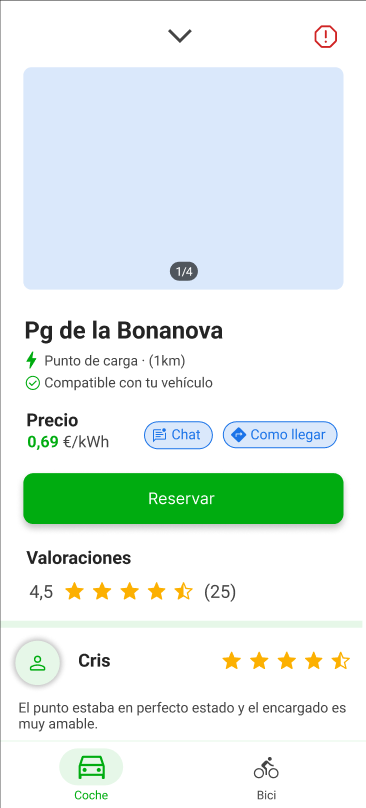 1/4
Pg de la Bonanova
Punto de carga · (1km)
Compatible con tu vehículo
Precio
0,69 €/kWh
Chat
Como llegar
Reservar
Valoraciones
4,5 (25)
Cris
El punto estaba en perfecto estado y el encargado es
muy amable.
Coche
Bici